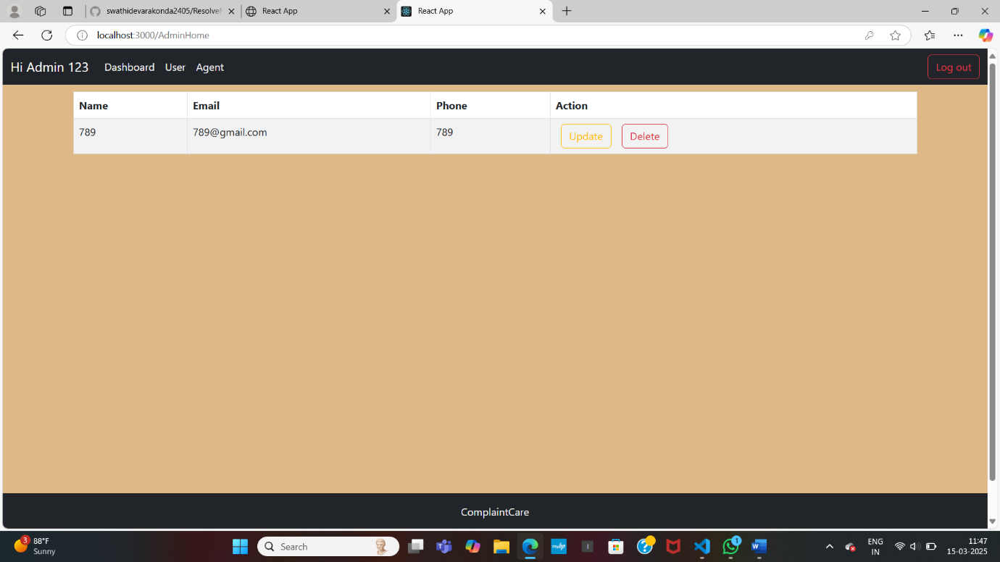 swathidevarakonda2405/Resolve
React App
React App
localhost:3000/AdminHome
Hi Admin 123 Dashboard User Agent Log out
Name Email Phone Action
789 789@gmail.com 789 Update Delete
ComplaintCare
3
88°F
Sunny
Search
myhp
1
ENG
IN
11:47
15-03-2025